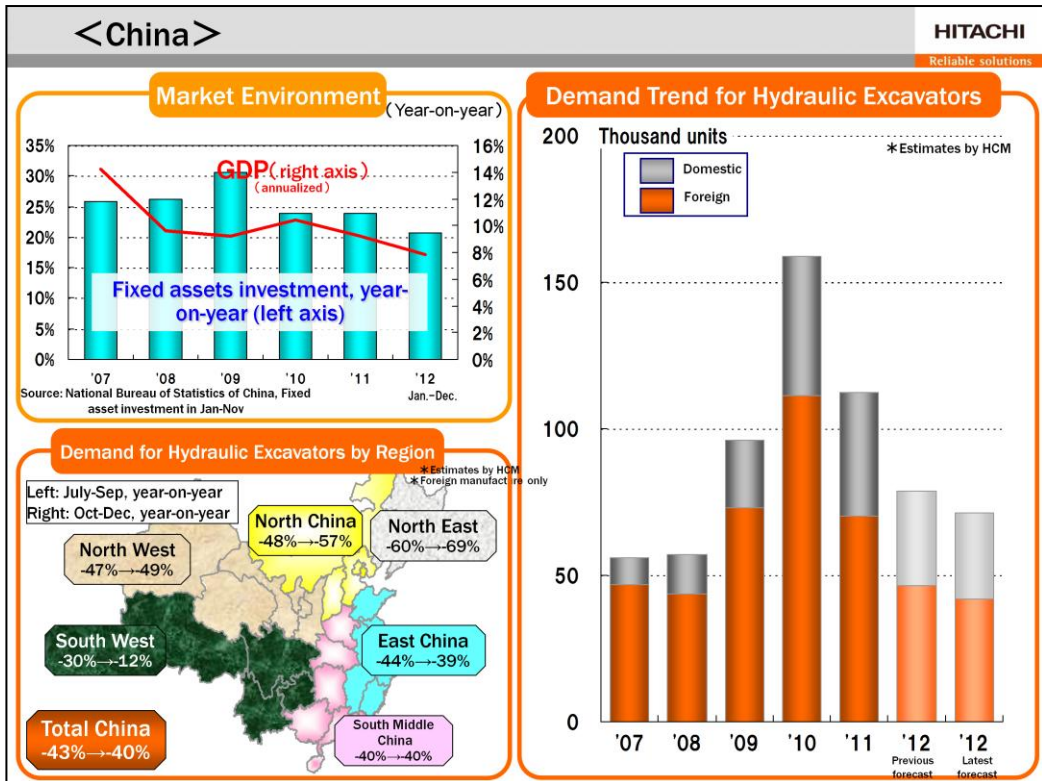 ＜China＞
HITACHI
Reliable solutions
Market Environment
(Year-on-year)
35%
30%
25%
20%
15%
10%
5%
0%
16%
14%
12%
10%
8%
6%
4%
2%
0%
GDP(right axis)
(annualized)
Fixed assets investment, year-
on-year (left axis)
'07
'08
'09
'10
'11
'12
Jan.-Dec.
Source: National Bureau of Statistics of China, Fixed
asset investment in Jan-Nov
Demand for Hydraulic Excavators by Region
＊Estimates by HCM
＊Foreign manufacture only
Left: July-Sep, year-on-year
Right: Oct-Dec, year-on-year
North China
-48%→-57%
North East
-60%→-69%
North West
-47%→-49%
South West
-30%→-12%
East China
-44%→-39%
Total China
-43%→-40%
South Middle
China
-40%→-40%
Demand Trend for Hydraulic Excavators
Thousand units
＊Estimates by HCM
Domestic
Foreign
200
150
100
50
0
'07
'08
'09
'10
'11
'12
Previous
forecast
'12
Latest
forecast